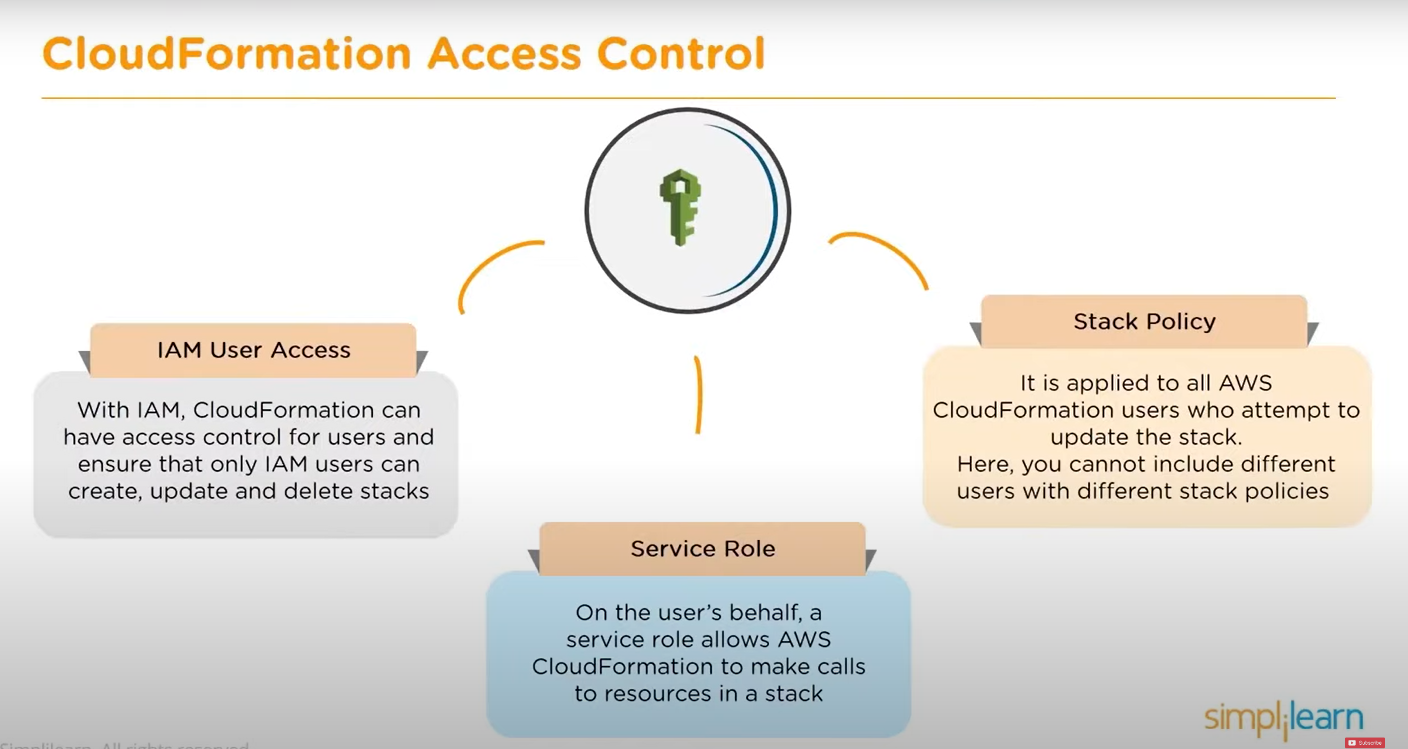 CloudFormation Access Control
IAM User Access
With IAM, CloudFormation can
have access control for users and
ensure that only IAM users can
create, update and delete stacks
Service Role
On the user's behalf, a
service role allows AWS
CloudFormation to make calls
to resources in a stack
Stack Policy
It is applied to all AWS
CloudFormation users who attempt to
update the stack.
Here, you cannot include different
users with different stack policies
simplilearn
Subscribe
Simplilearn. All rights reserved